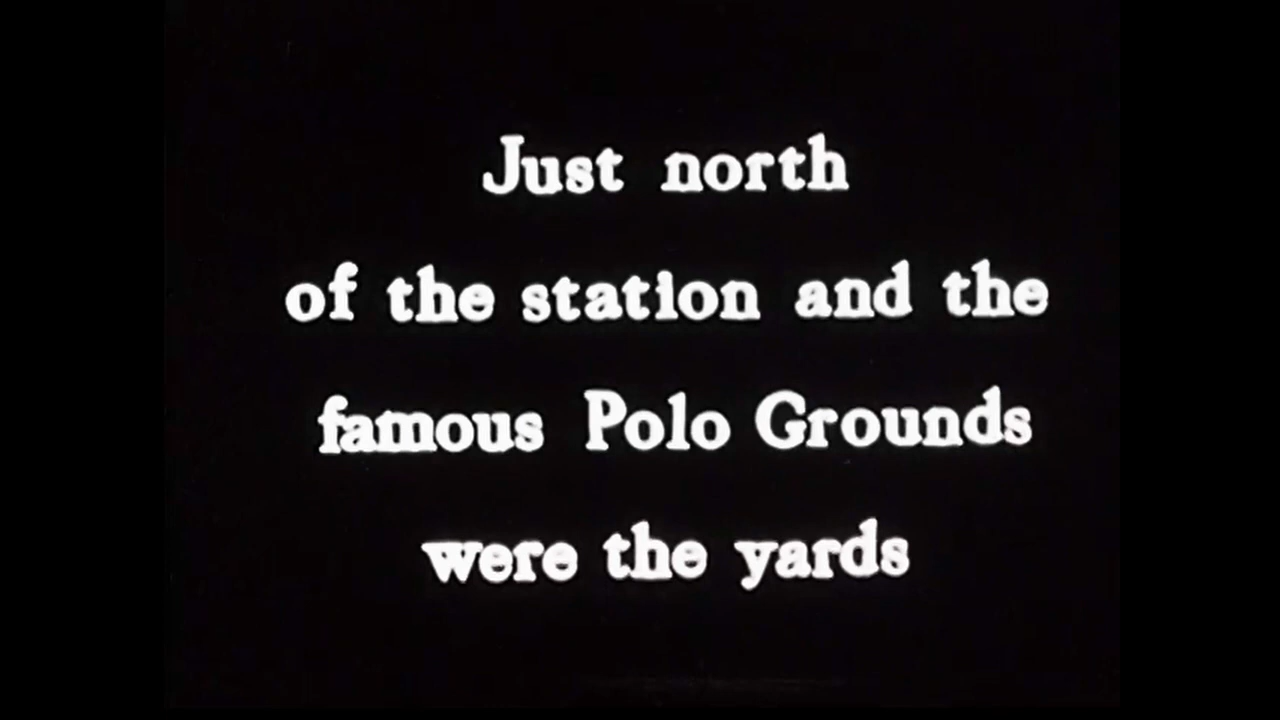 Just north
of the station and the
famous Polo Grounds
were the yards